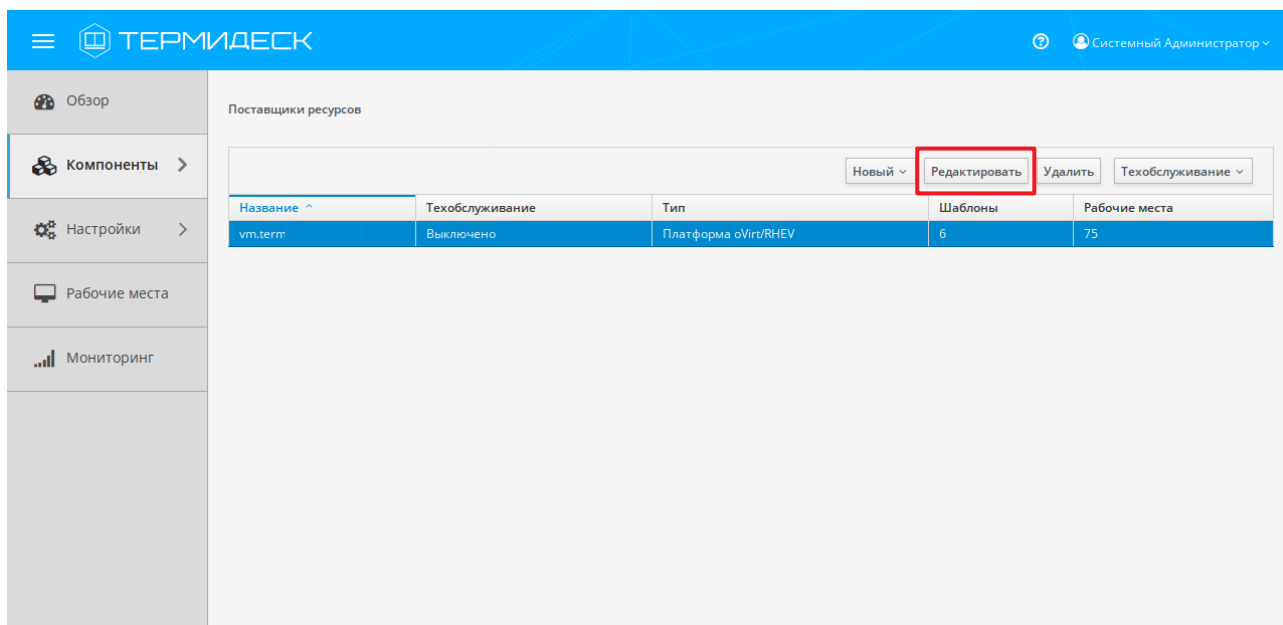 ТЕРМИДЕСК
Системный Администратор
Обзор
Поставщики ресурсов
Компоненты
Новый Редактировать Удалить Техобслуживание
Название Техобслуживание Тип Шаблоны Рабочие места
Настройки
vm.term Выключено Платформа oVirt/RHEV 6 75
Рабочие места
Мониторинг